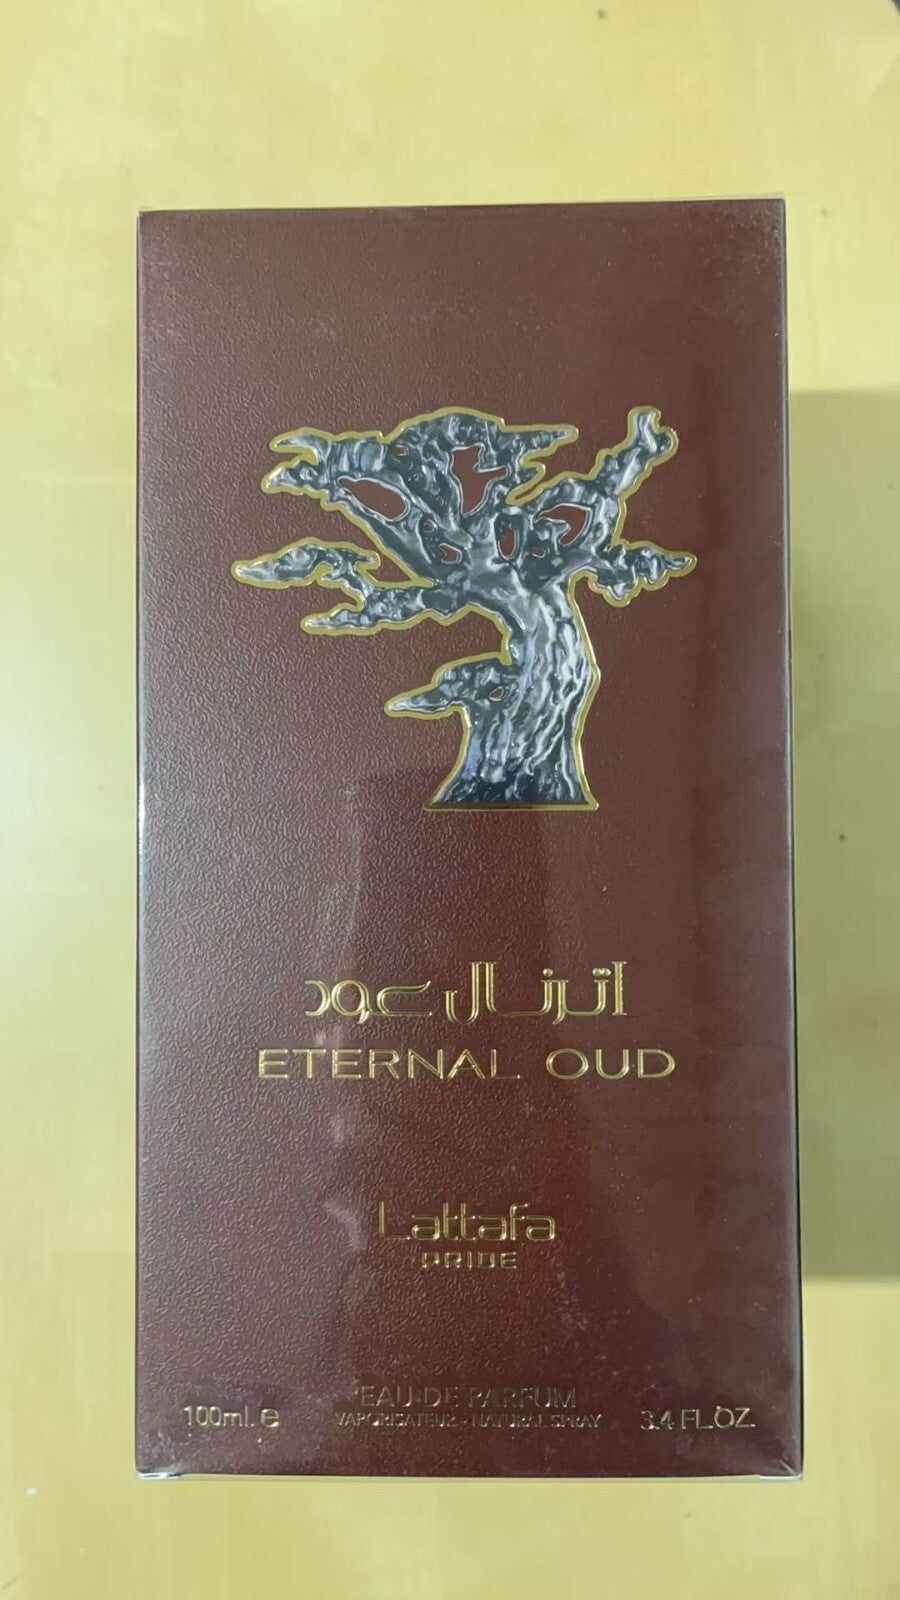 اترنال عود
ETERNAL OUD
Lattafa
PRIDE
EAU DE PARFUM
100ml. e VAPORISATEUR - NATURAL SPRAY 3.4 FL.OZ.